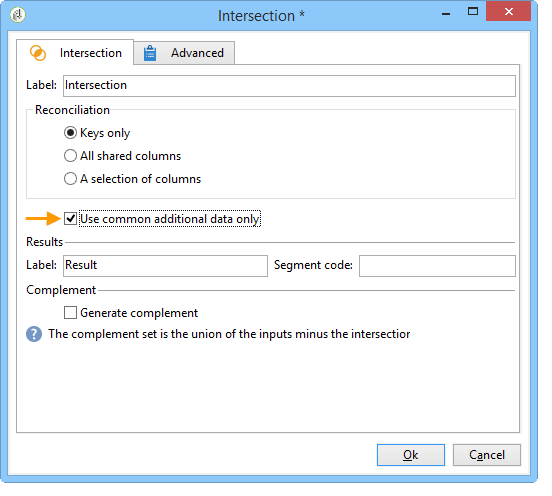 Intersection *
Intersection Advanced
Label: Intersection
Reconciliation
Keys only
All shared columns
A selection of columns
Use common additional data only
Results
Label: Result Segment code:
Complement
Generate complement
? The complement set is the union of the inputs minus the intersectior
Ok Cancel